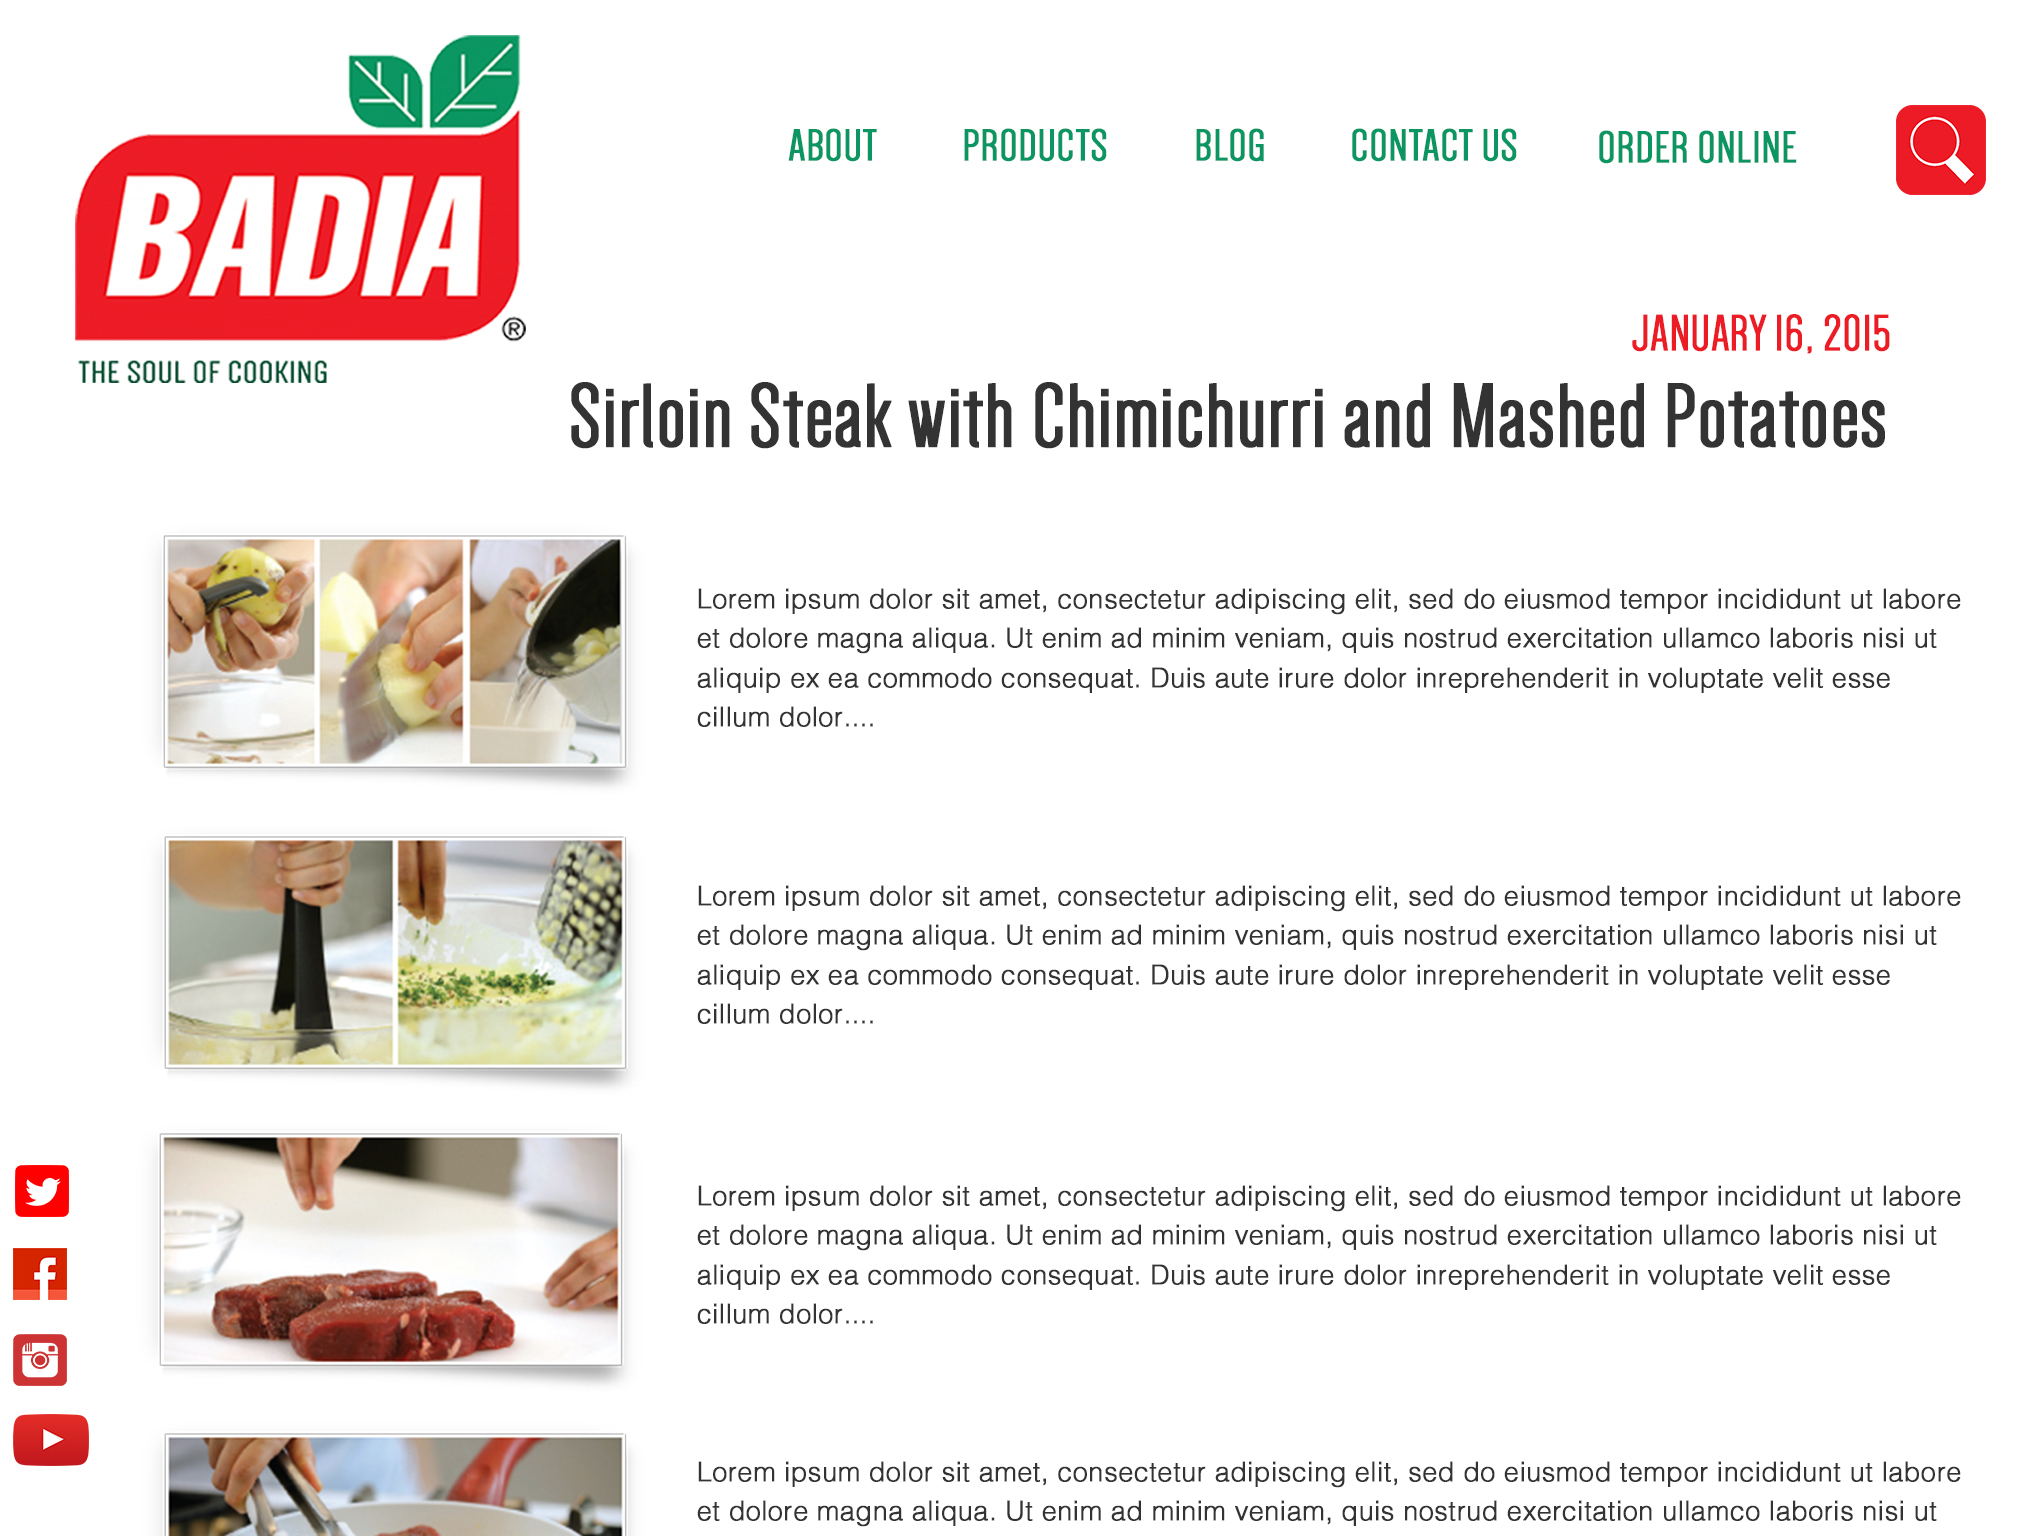 BADIA
®
THE SOUL OF COOKING
ABOUT PRODUCTS BLOG CONTACT US ORDER ONLINE
JANUARY 16, 2015
Sirloin Steak with Chimichurri and Mashed Potatoes
Lorem ipsum dolor sit amet, consectetur adipiscing elit, sed do eiusmod tempor incididunt ut labore
et dolore magna aliqua. Ut enim ad minim veniam, quis nostrud exercitation ullamco laboris nisi ut
aliquip ex ea commodo consequat. Duis aute irure dolor inreprehenderit in voluptate velit esse
cillum dolor....
Lorem ipsum dolor sit amet, consectetur adipiscing elit, sed do eiusmod tempor incididunt ut labore
et dolore magna aliqua. Ut enim ad minim veniam, quis nostrud exercitation ullamco laboris nisi ut
aliquip ex ea commodo consequat. Duis aute irure dolor inreprehenderit in voluptate velit esse
cillum dolor....
Lorem ipsum dolor sit amet, consectetur adipiscing elit, sed do eiusmod tempor incididunt ut labore
et dolore magna aliqua. Ut enim ad minim veniam, quis nostrud exercitation ullamco laboris nisi ut
aliquip ex ea commodo consequat. Duis aute irure dolor inreprehenderit in voluptate velit esse
cillum dolor....
Lorem ipsum dolor sit amet, consectetur adipiscing elit, sed do eiusmod tempor incididunt ut labore
et dolore magna aliqua. Ut enim ad minim veniam, quis nostrud exercitation ullamco laboris nisi ut